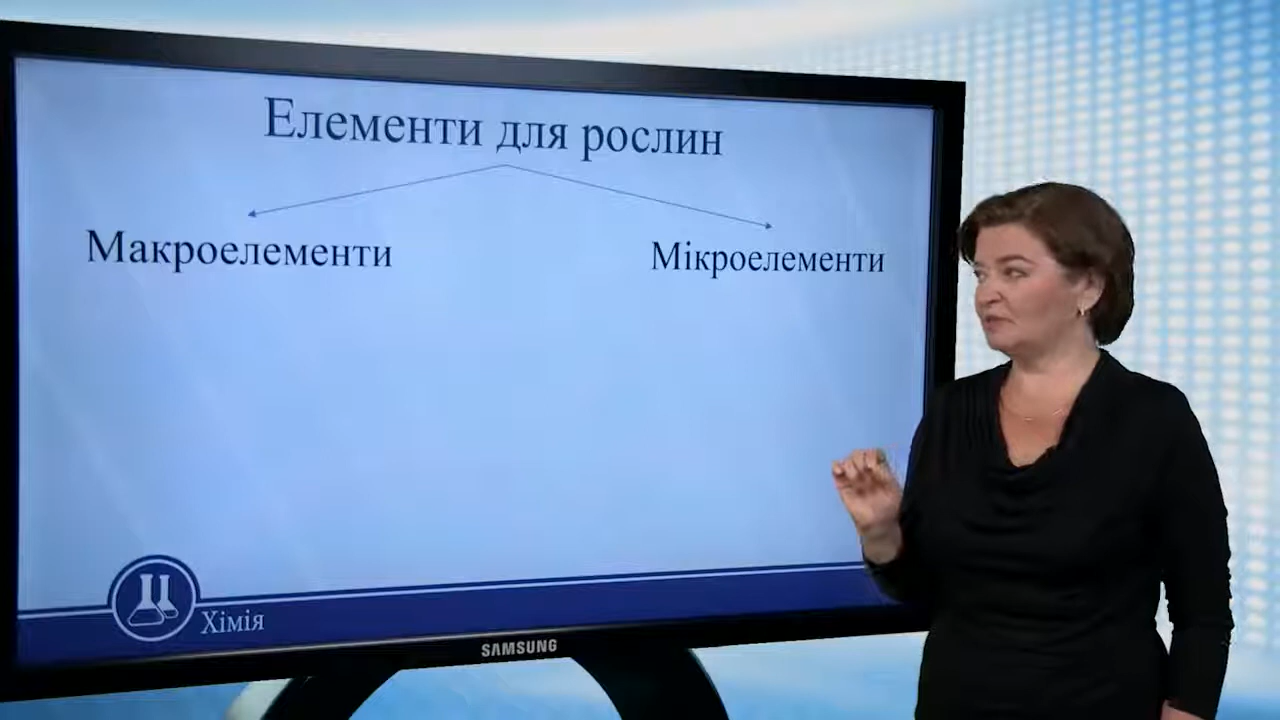 Елементи для рослин
Макроелементи
Мікроелементи
Хімія
SAMSUNG